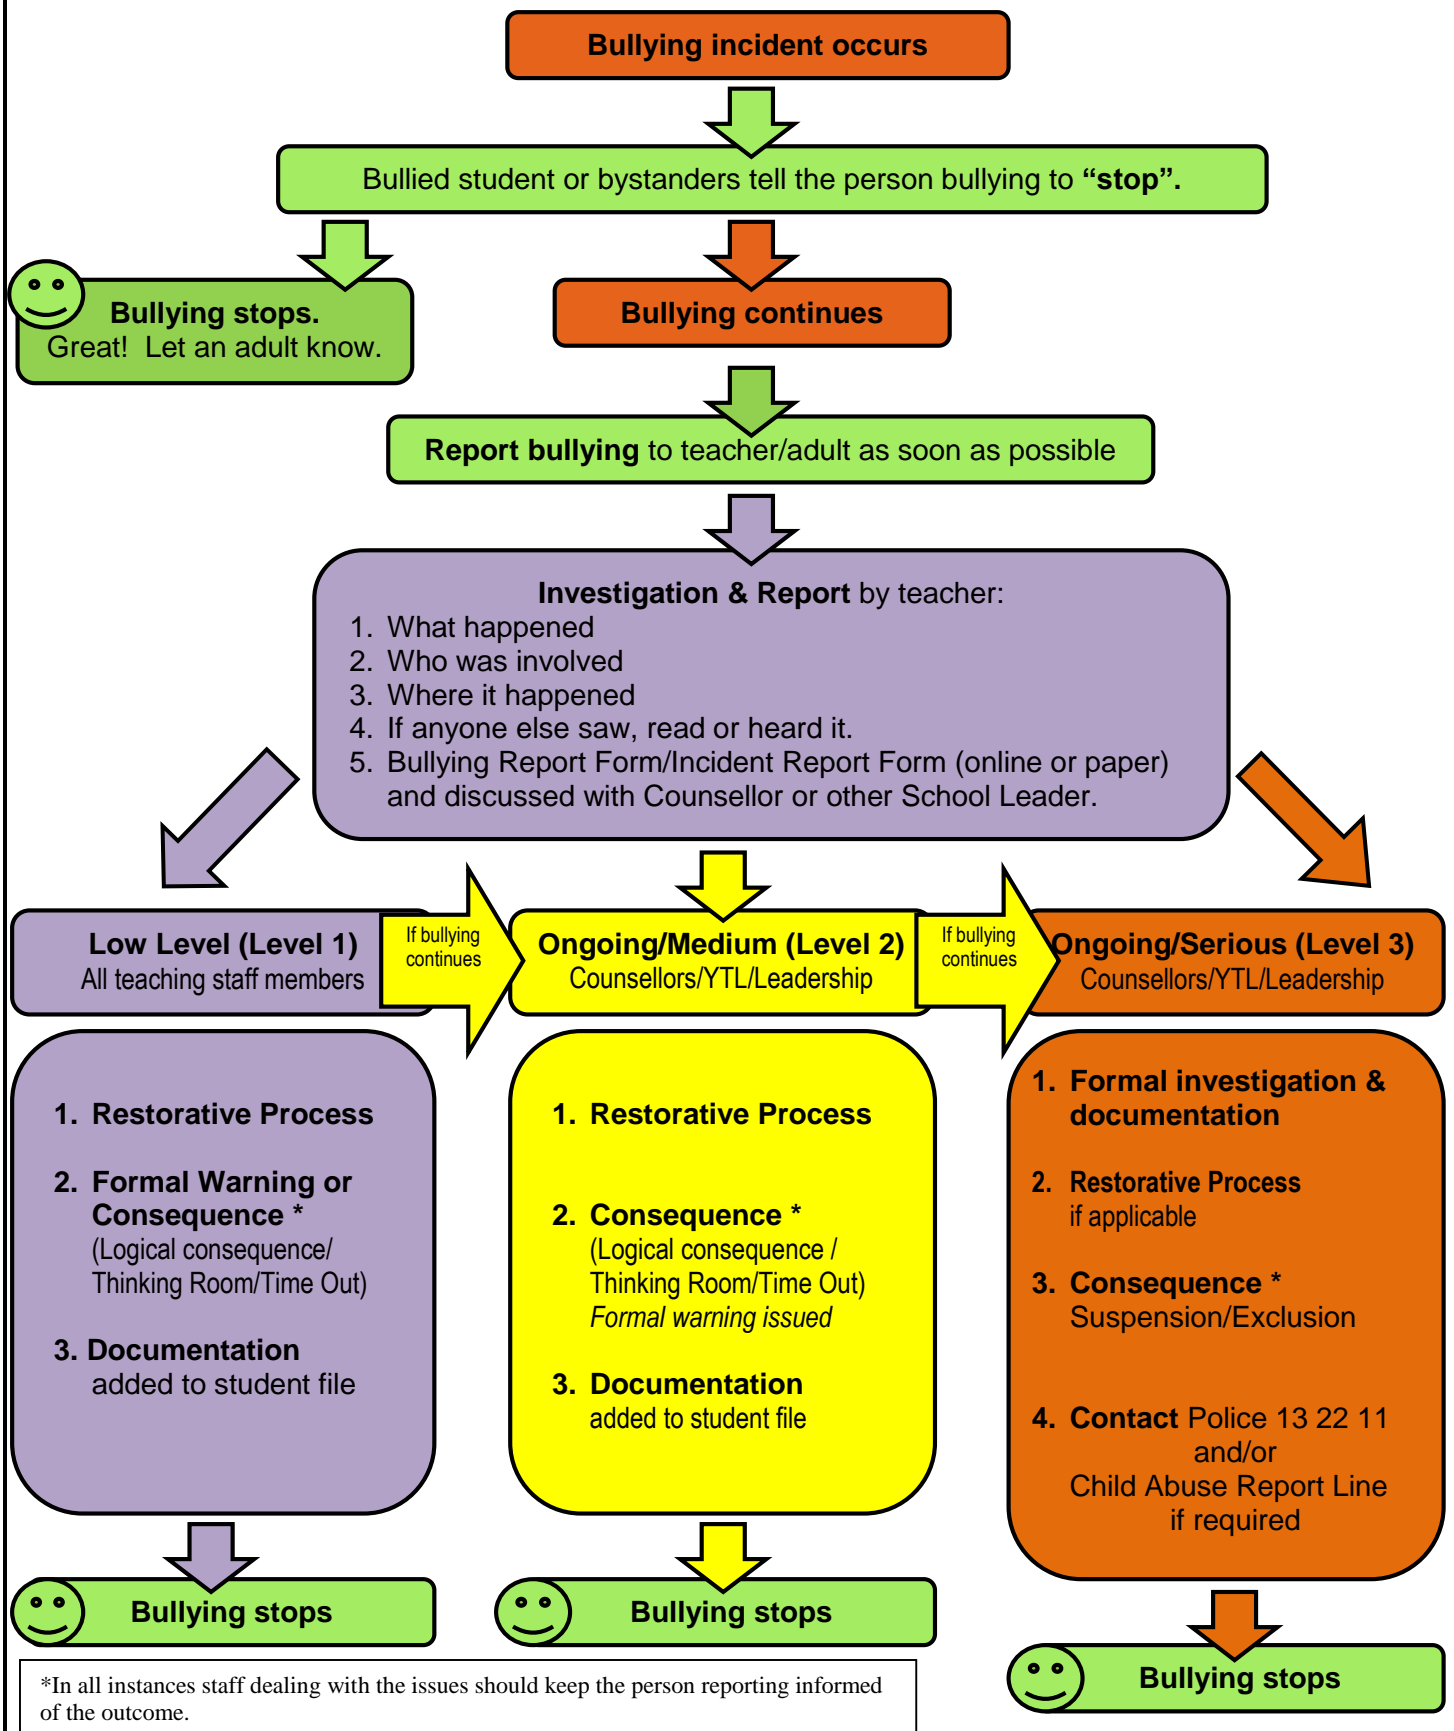 Bullying incident occurs
Bullied student or bystanders tell the person bullying to “stop”.
Bullying stops.
Great!  Let an adult know.
Bullying continues
Report bullying to teacher/adult as soon as possible
Investigation & Report by teacher:
1. What happened
2. Who was involved
3. Where it happened
4. If anyone else saw, read or heard it.
5. Bullying Report Form/Incident Report Form (online or paper)
and discussed with Counsellor or other School Leader.
Low Level (Level 1)
All teaching staff members
If bullying
continues
Ongoing/Medium (Level 2)
Counsellors/YTL/Leadership
If bullying
continues
Ongoing/Serious (Level 3)
Counsellors/YTL/Leadership
1. Restorative Process
2. Formal Warning or
Consequence *
(Logical consequence/
Thinking Room/Time Out)
3. Documentation
added to student file
1. Restorative Process
2. Consequence *
(Logical consequence /
Thinking Room/Time Out)
Formal warning issued
3. Documentation
added to student file
1. Formal investigation &
documentation
2. Restorative Process
if applicable
3. Consequence *
Suspension/Exclusion
4. Contact Police 13 22 11
and/or
Child Abuse Report Line
if required
Bullying stops
Bullying stops
Bullying stops
*In all instances staff dealing with the issues should keep the person reporting informed
of the outcome.